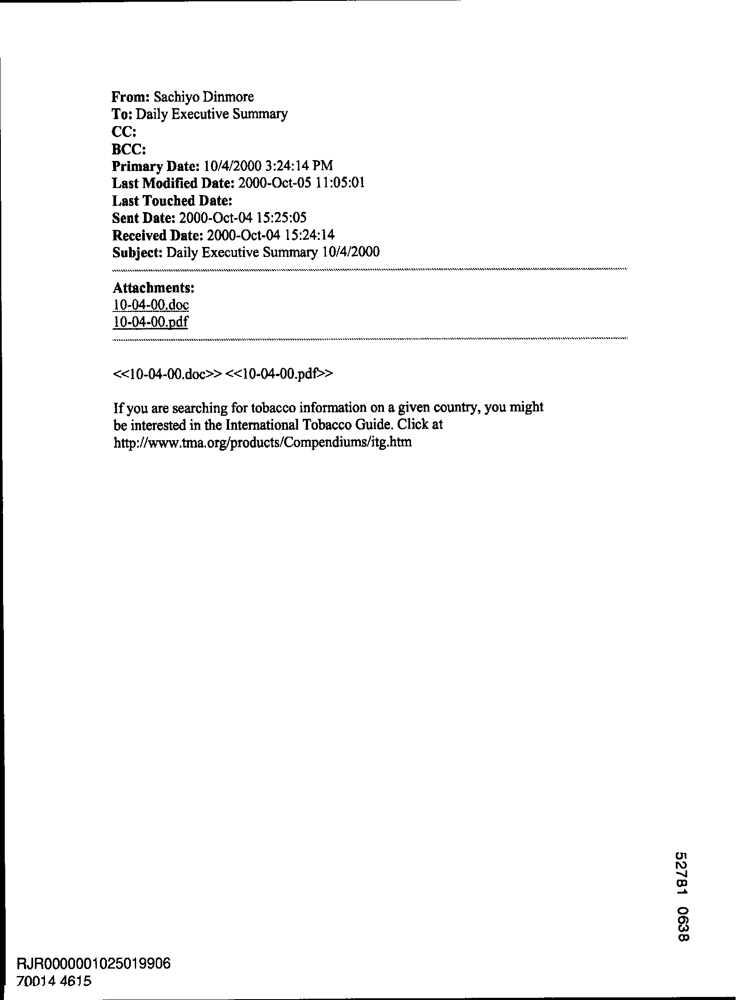 From: Sachiyo Dinmore
To: Daily Executive Summary
CC:
BCC:
Primary Date: 10/4/2000 3:24:14 PM
Last Modified Date: 2000-Oct-05 11:05:01
Last Touched Date:
Sent Date: 2000-Oct-04 15:25:05
Received Date: 2000-Oct-04 15:24:14
Subject: Daily Executive Summary 10/4/2000
Attachments:
10-04-00.doc
10-04-00.pdf
<<10-04-00.doc>> <<10-04-00.pdf>>
If you are searching for tobacco information on a given country, you might
be interested in the International Tobacco Guide. Click at
http://www.tma.org/products/Compendiums/itg.htm
52781 0638
RJR0000001025019906
70014 4615